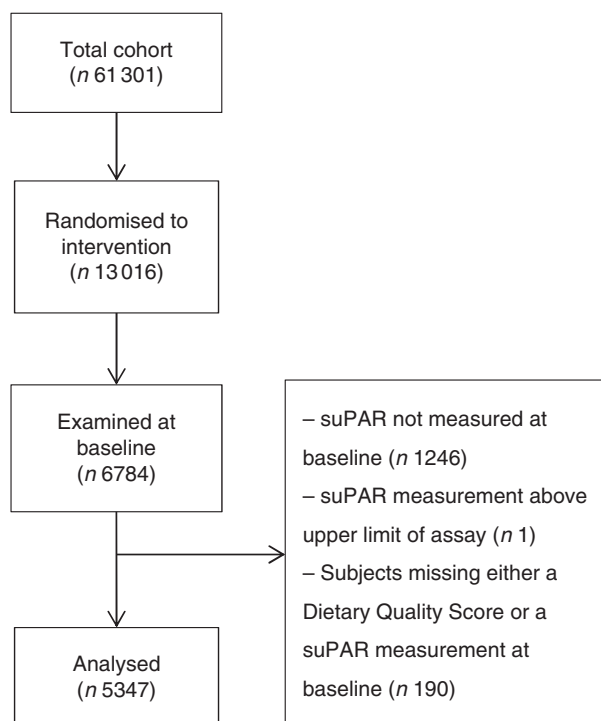 Total cohort
(n 61 301)
Randomised to
intervention
(n 13 016)
Examined at
baseline
(n 6784)
– suPAR not measured at
baseline (n 1246)
– suPAR measurement above
upper limit of assay (n 1)
– Subjects missing either a
Dietary Quality Score or a
suPAR measurement at
baseline (n 190)
Analysed
(n 5347)